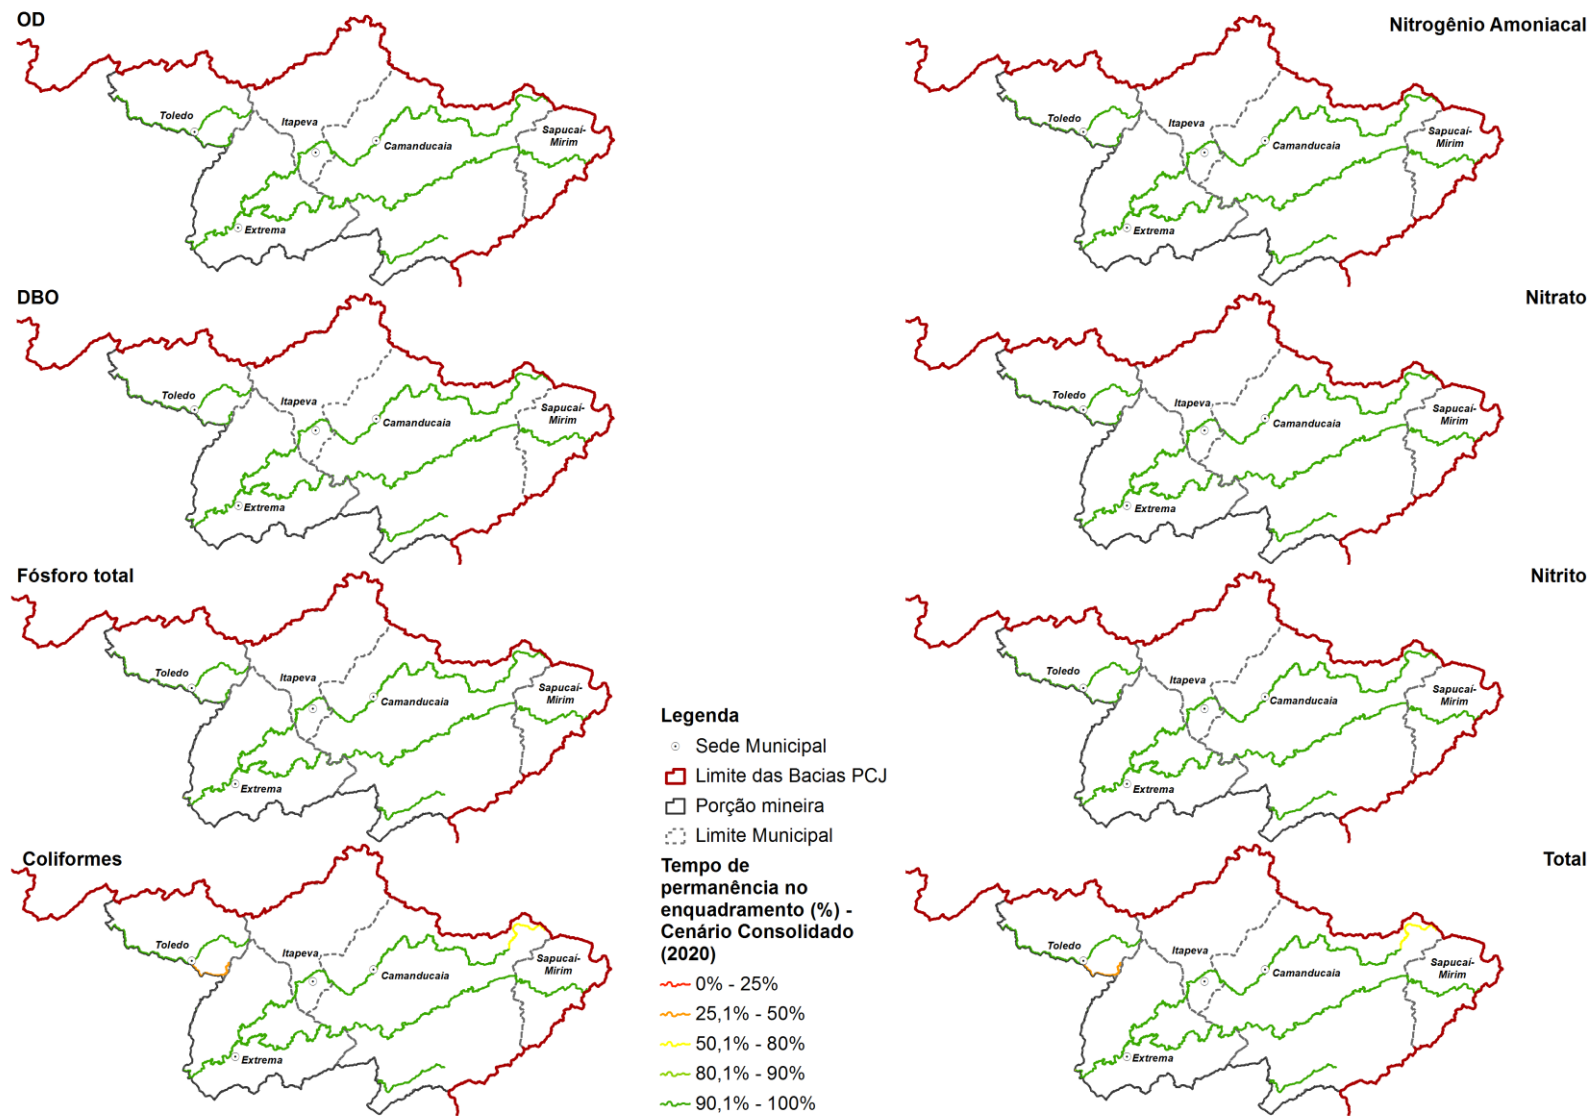 OD
Toledo
Itapeva
Camanducaia
Sapucaí-
Mirim
Extrema
Nitrogênio Amoniacal
Toledo
Itapeva
Camanducaia
Sapucaí-
Mirim
Extrema
DBO
Toledo
Itapeva
Camanducaia
Sapucaí-
Mirim
Extrema
Nitrato
Toledo
Itapeva
Camanducaia
Sapucaí-
Mirim
Extrema
Fósforo total
Toledo
Itapeva
Camanducaia
Sapucaí-
Mirim
Extrema
Nitrito
Toledo
Itapeva
Camanducaia
Sapucaí-
Mirim
Extrema
Coliformes
Toledo
Itapeva
Camanducaia
Sapucaí-
Mirim
Extrema
Total
Toledo
Itapeva
Camanducaia
Sapucaí-
Mirim
Extrema
Legenda
Sede Municipal
Limite das Bacias PCJ
Porção mineira
Limite Municipal
Tempo de
permanência no
enquadramento (%) -
Cenário Consolidado
(2020)
0% - 25%
25,1% - 50%
50,1% - 80%
80,1% - 90%
90,1% - 100%